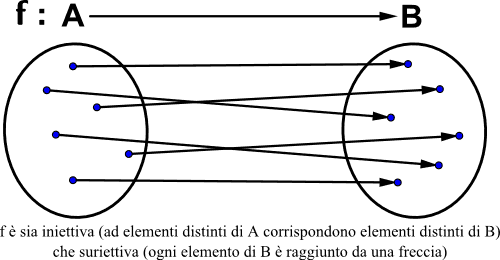 f : A B
f è sia iniettiva (ad elementi distinti di A corrispondono elementi distinti di B)
che suriettiva (ogni elemento di B è raggiunto da una freccia)